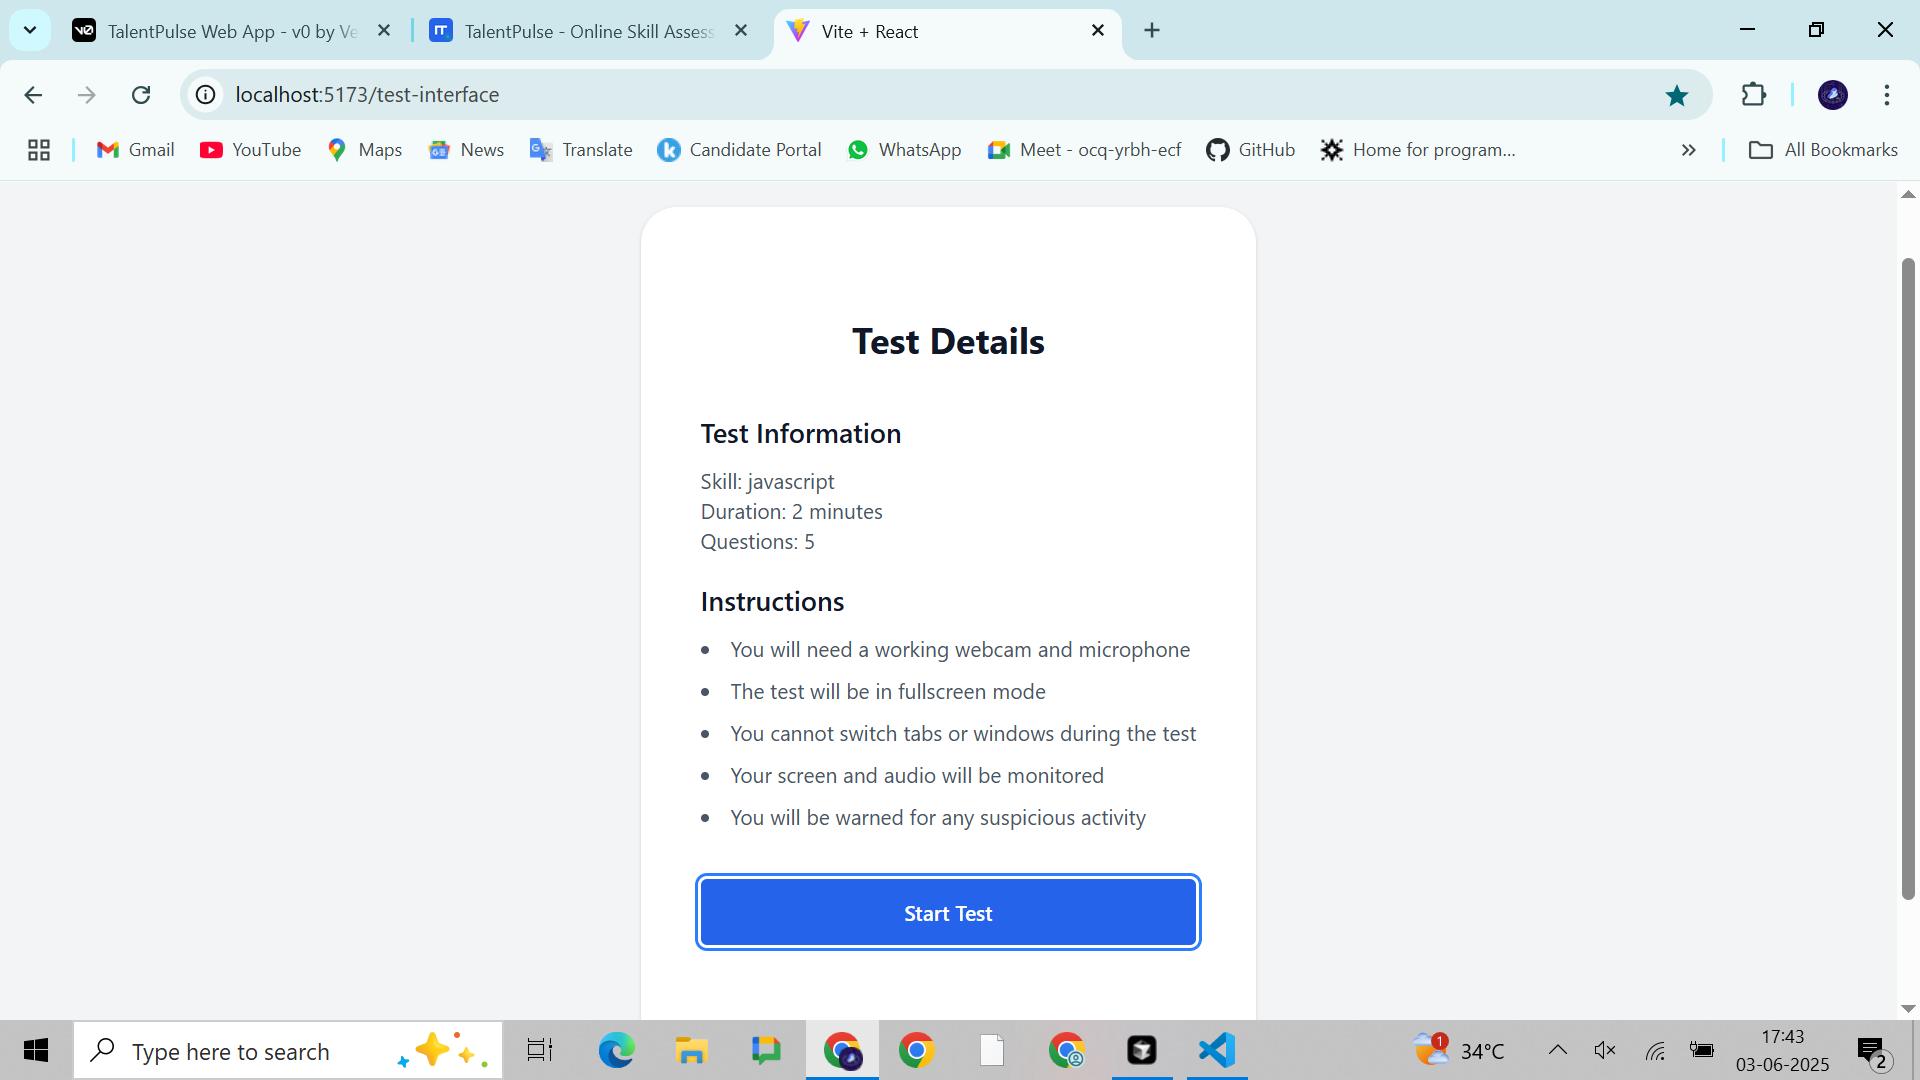 TalentPulse Web App - v0 by Ve
TalentPulse - Online Skill Assess
Vite + React
localhost:5173/test-interface
Gmail
YouTube
Maps
News
Translate
Candidate Portal
WhatsApp
Meet - ocq-yrbh-ecf
GitHub
Home for program...
All Bookmarks
Test Details
Test Information
Skill: javascript
Duration: 2 minutes
Questions: 5
Instructions
• You will need a working webcam and microphone
• The test will be in fullscreen mode
• You cannot switch tabs or windows during the test
• Your screen and audio will be monitored
• You will be warned for any suspicious activity
Start Test
Type here to search
1
34°C
17:43
03-06-2025
2